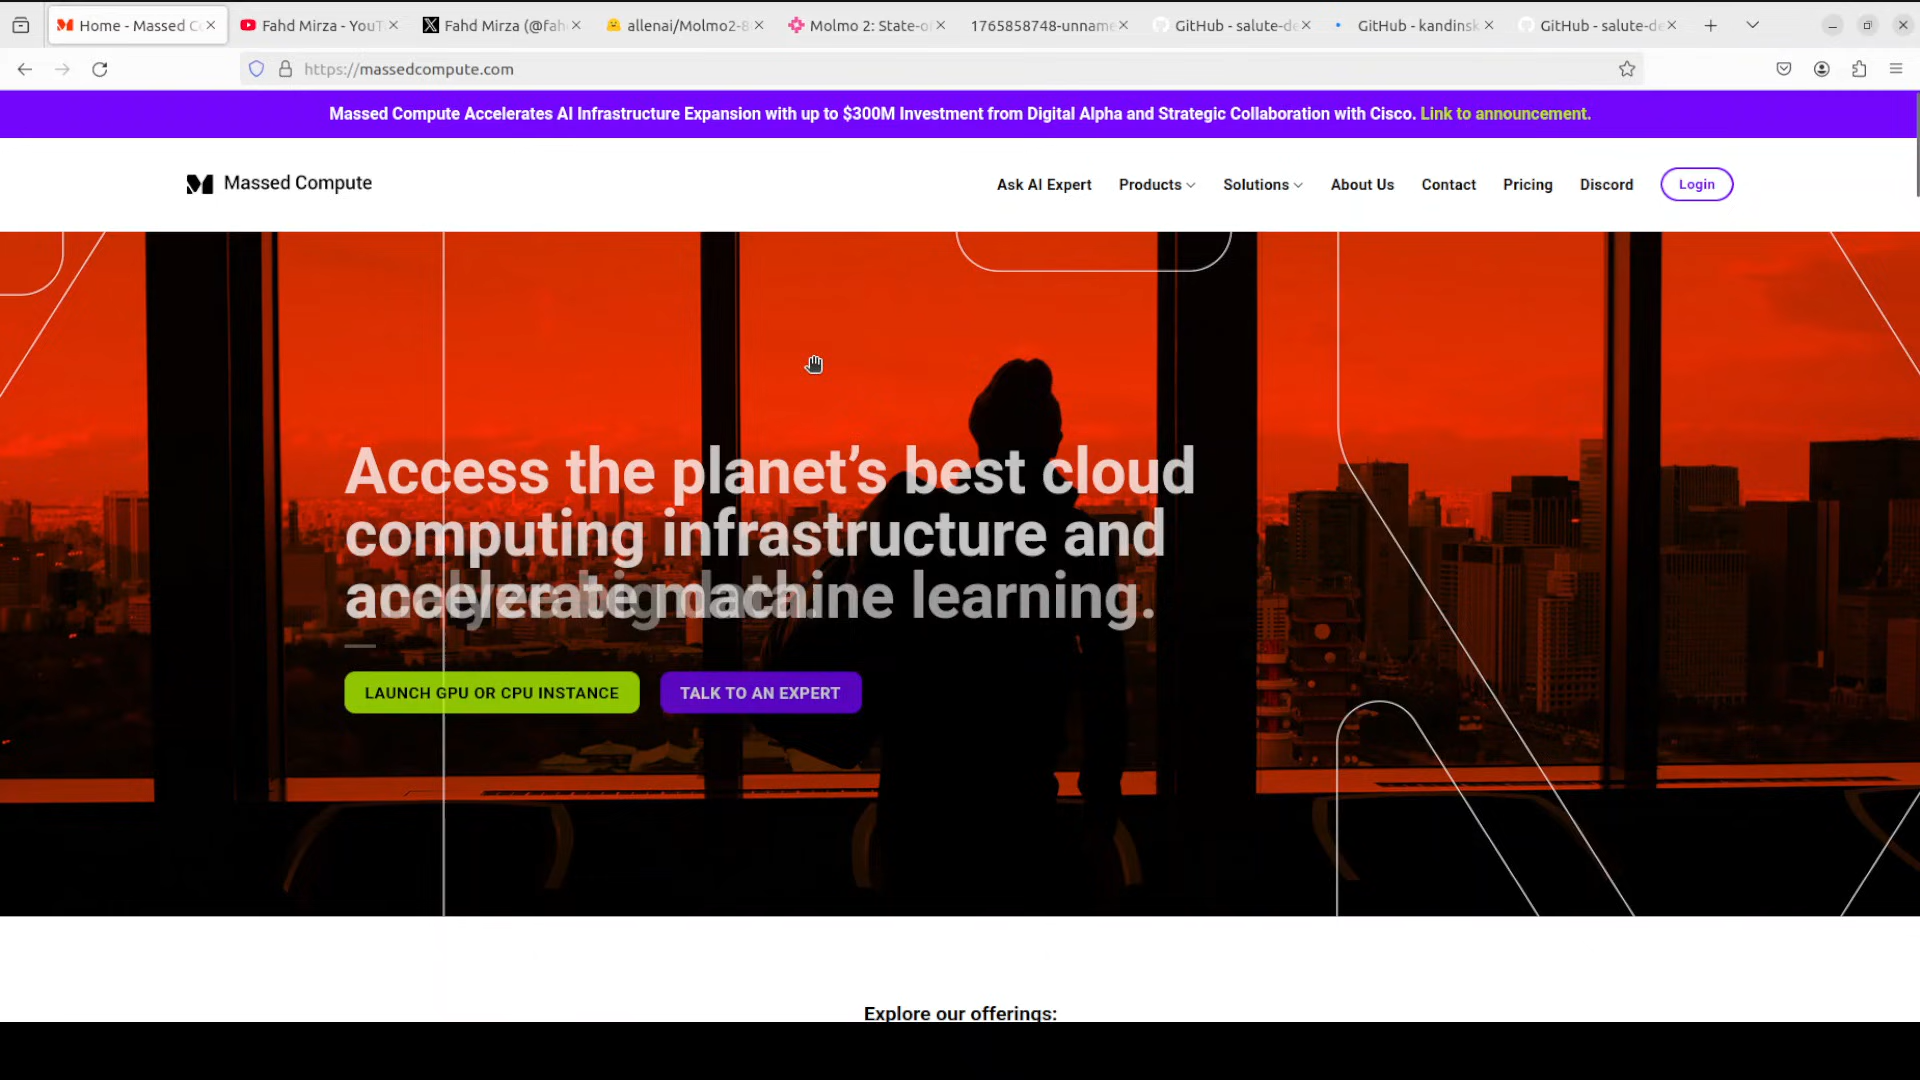 Home - Massed C
Fahd Mirza - YouT
Fahd Mirza (@fah
allenai/Molmo2-8
Molmo 2: State-o
1765858748-unname
GitHub - salute-de
GitHub - kandinsk
GitHub - salute-de
https://massedcompute.com
Massed Compute Accelerates AI Infrastructure Expansion with up to $300M Investment from Digital Alpha and Strategic Collaboration with Cisco. Link to announcement.
Massed Compute
Ask AI Expert
Products
Solutions
About Us
Contact
Pricing
Discord
Login
Access the planet’s best cloud
computing infrastructure and
accelerate machine learning.
LAUNCH GPU OR CPU INSTANCE
TALK TO AN EXPERT
Explore our offerings: